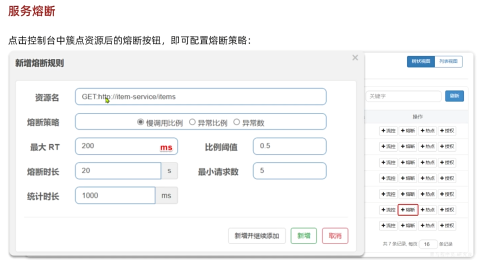 服务熔断
点击控制台中簇点资源后的熔断按钮，即可配置熔断策略：
新增熔断规则
×
资源名 GET:http://item-service/items
熔断策略 慢调用比例 异常比例 异常数
最大 RT 200 ms 比例阈值 0.5
熔断时长 20 s 最小请求数 5
统计时长 1000 ms
新增并继续添加 新增 取消
树状视图 列表视图
关键字 刷新
操作
+流控 +熔断 +热点 +授权
+流控 +熔断 +热点 +授权
+流控 +熔断 +热点 +授权
+流控 +熔断 +热点 +授权
+流控 +熔断 +热点 +授权
+流控 +熔断 +热点 +授权
+流控 +熔断 +热点 +授权
+流控 +熔断 +热点 +授权
共 7 条记录, 每页 16 条记录